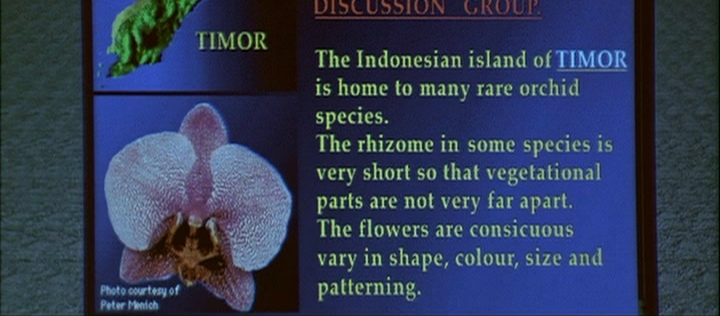 DISCUSSION GROUP
TIMOR
The Indonesian island of TIMOR
is home to many rare orchid
species.
The rhizome in some species is
very short so that vegetational
parts are not very far apart.
The flowers are consicuous
vary in shape, colour, size and
patterning.
Photo courtesy of
Peter Menich